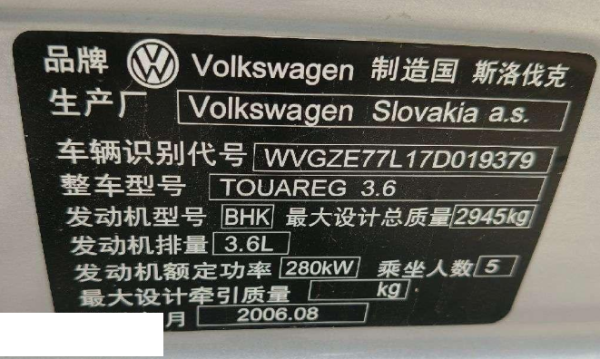 品牌 Volkswagen 制造国 斯洛伐克
生产厂 Volkswagen Slovakia a.s.
车辆识别代号 WVGZE77L17D019379
整车型号 TOUAREG 3.6
发动机型号 BHK 最大设计总质量 2945kg
发动机排量 3.6L
发动机额定功率 280kW 乘坐人数 5
最大设计牵引质量 kg
月 2006.08